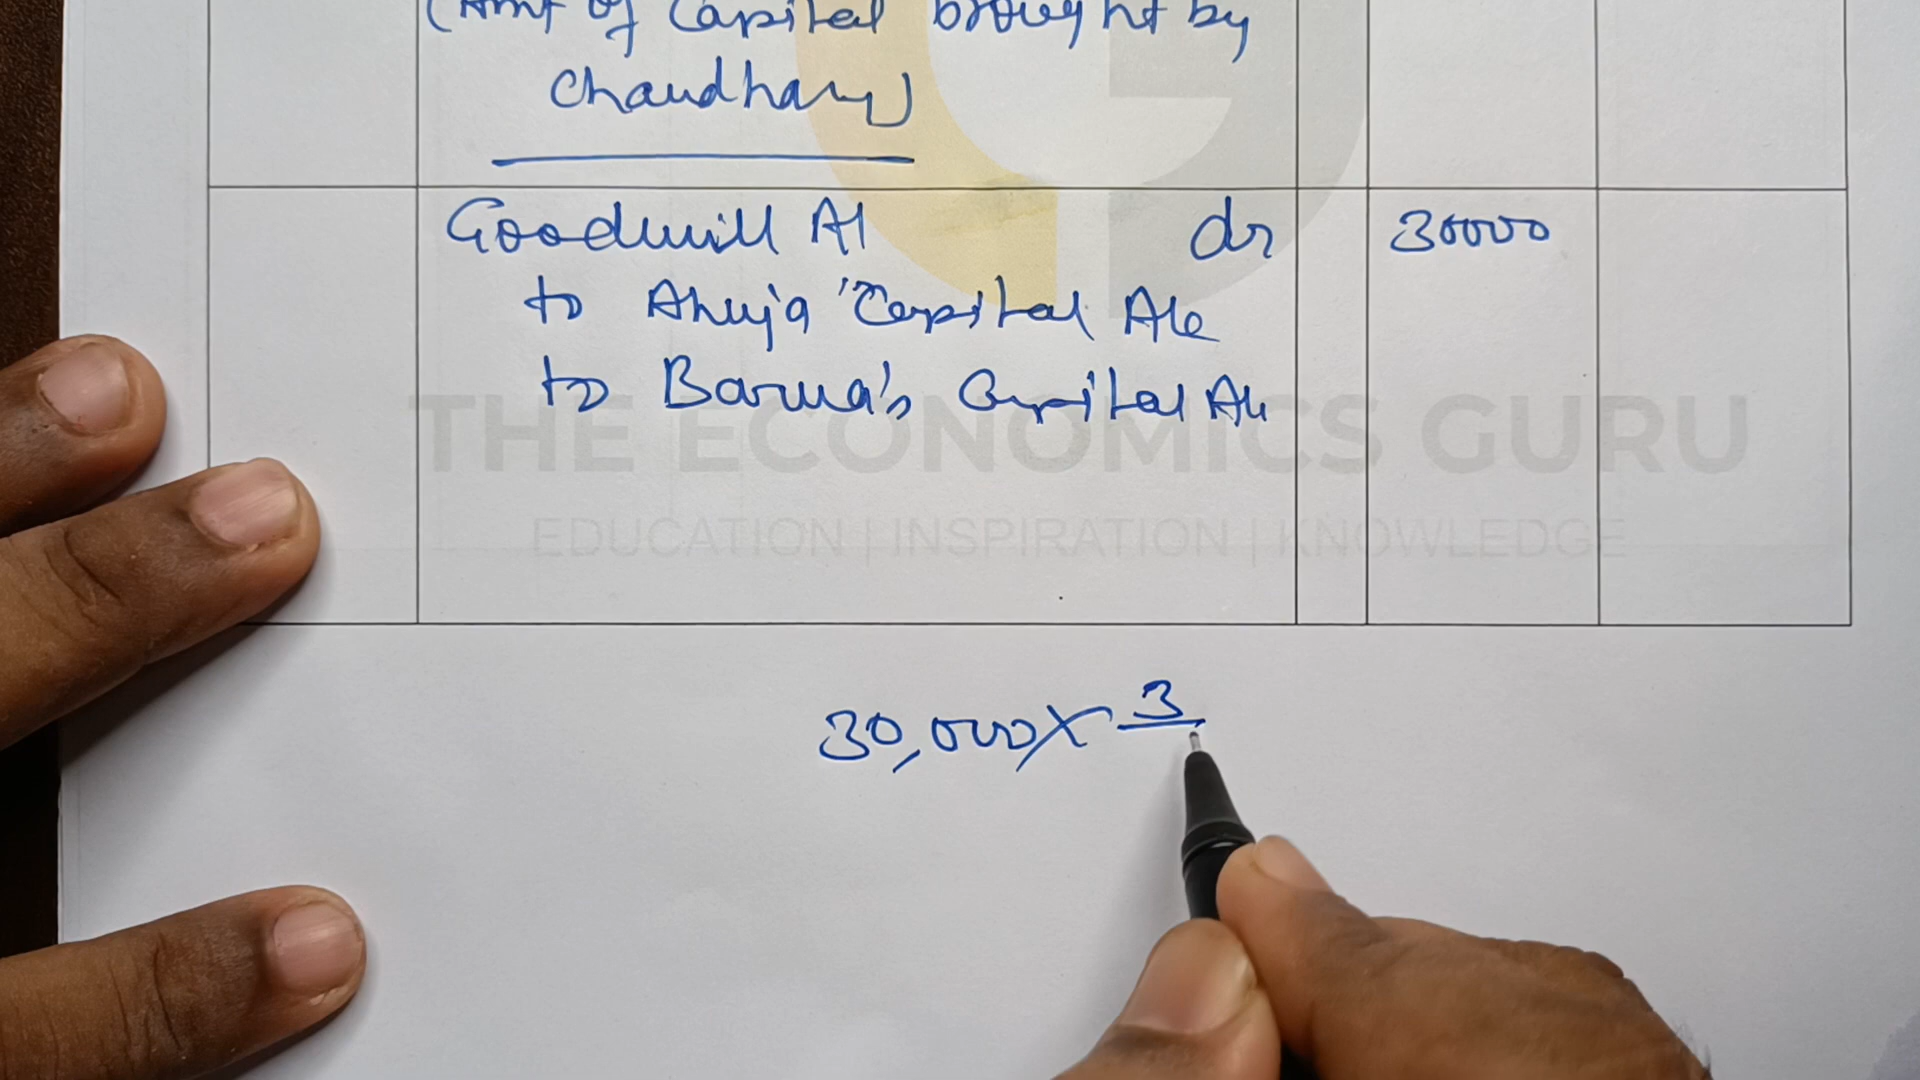 (Amt of Capital brought by
Chaudhary)
Goodwill A/ dr 30000
to Ahuja 'Capital A/c
to Barua's Capital A/c
THE ECONOMICS GURU
EDUCATION | INSPIRATION | KNOWLEDGE
30,000 X 3